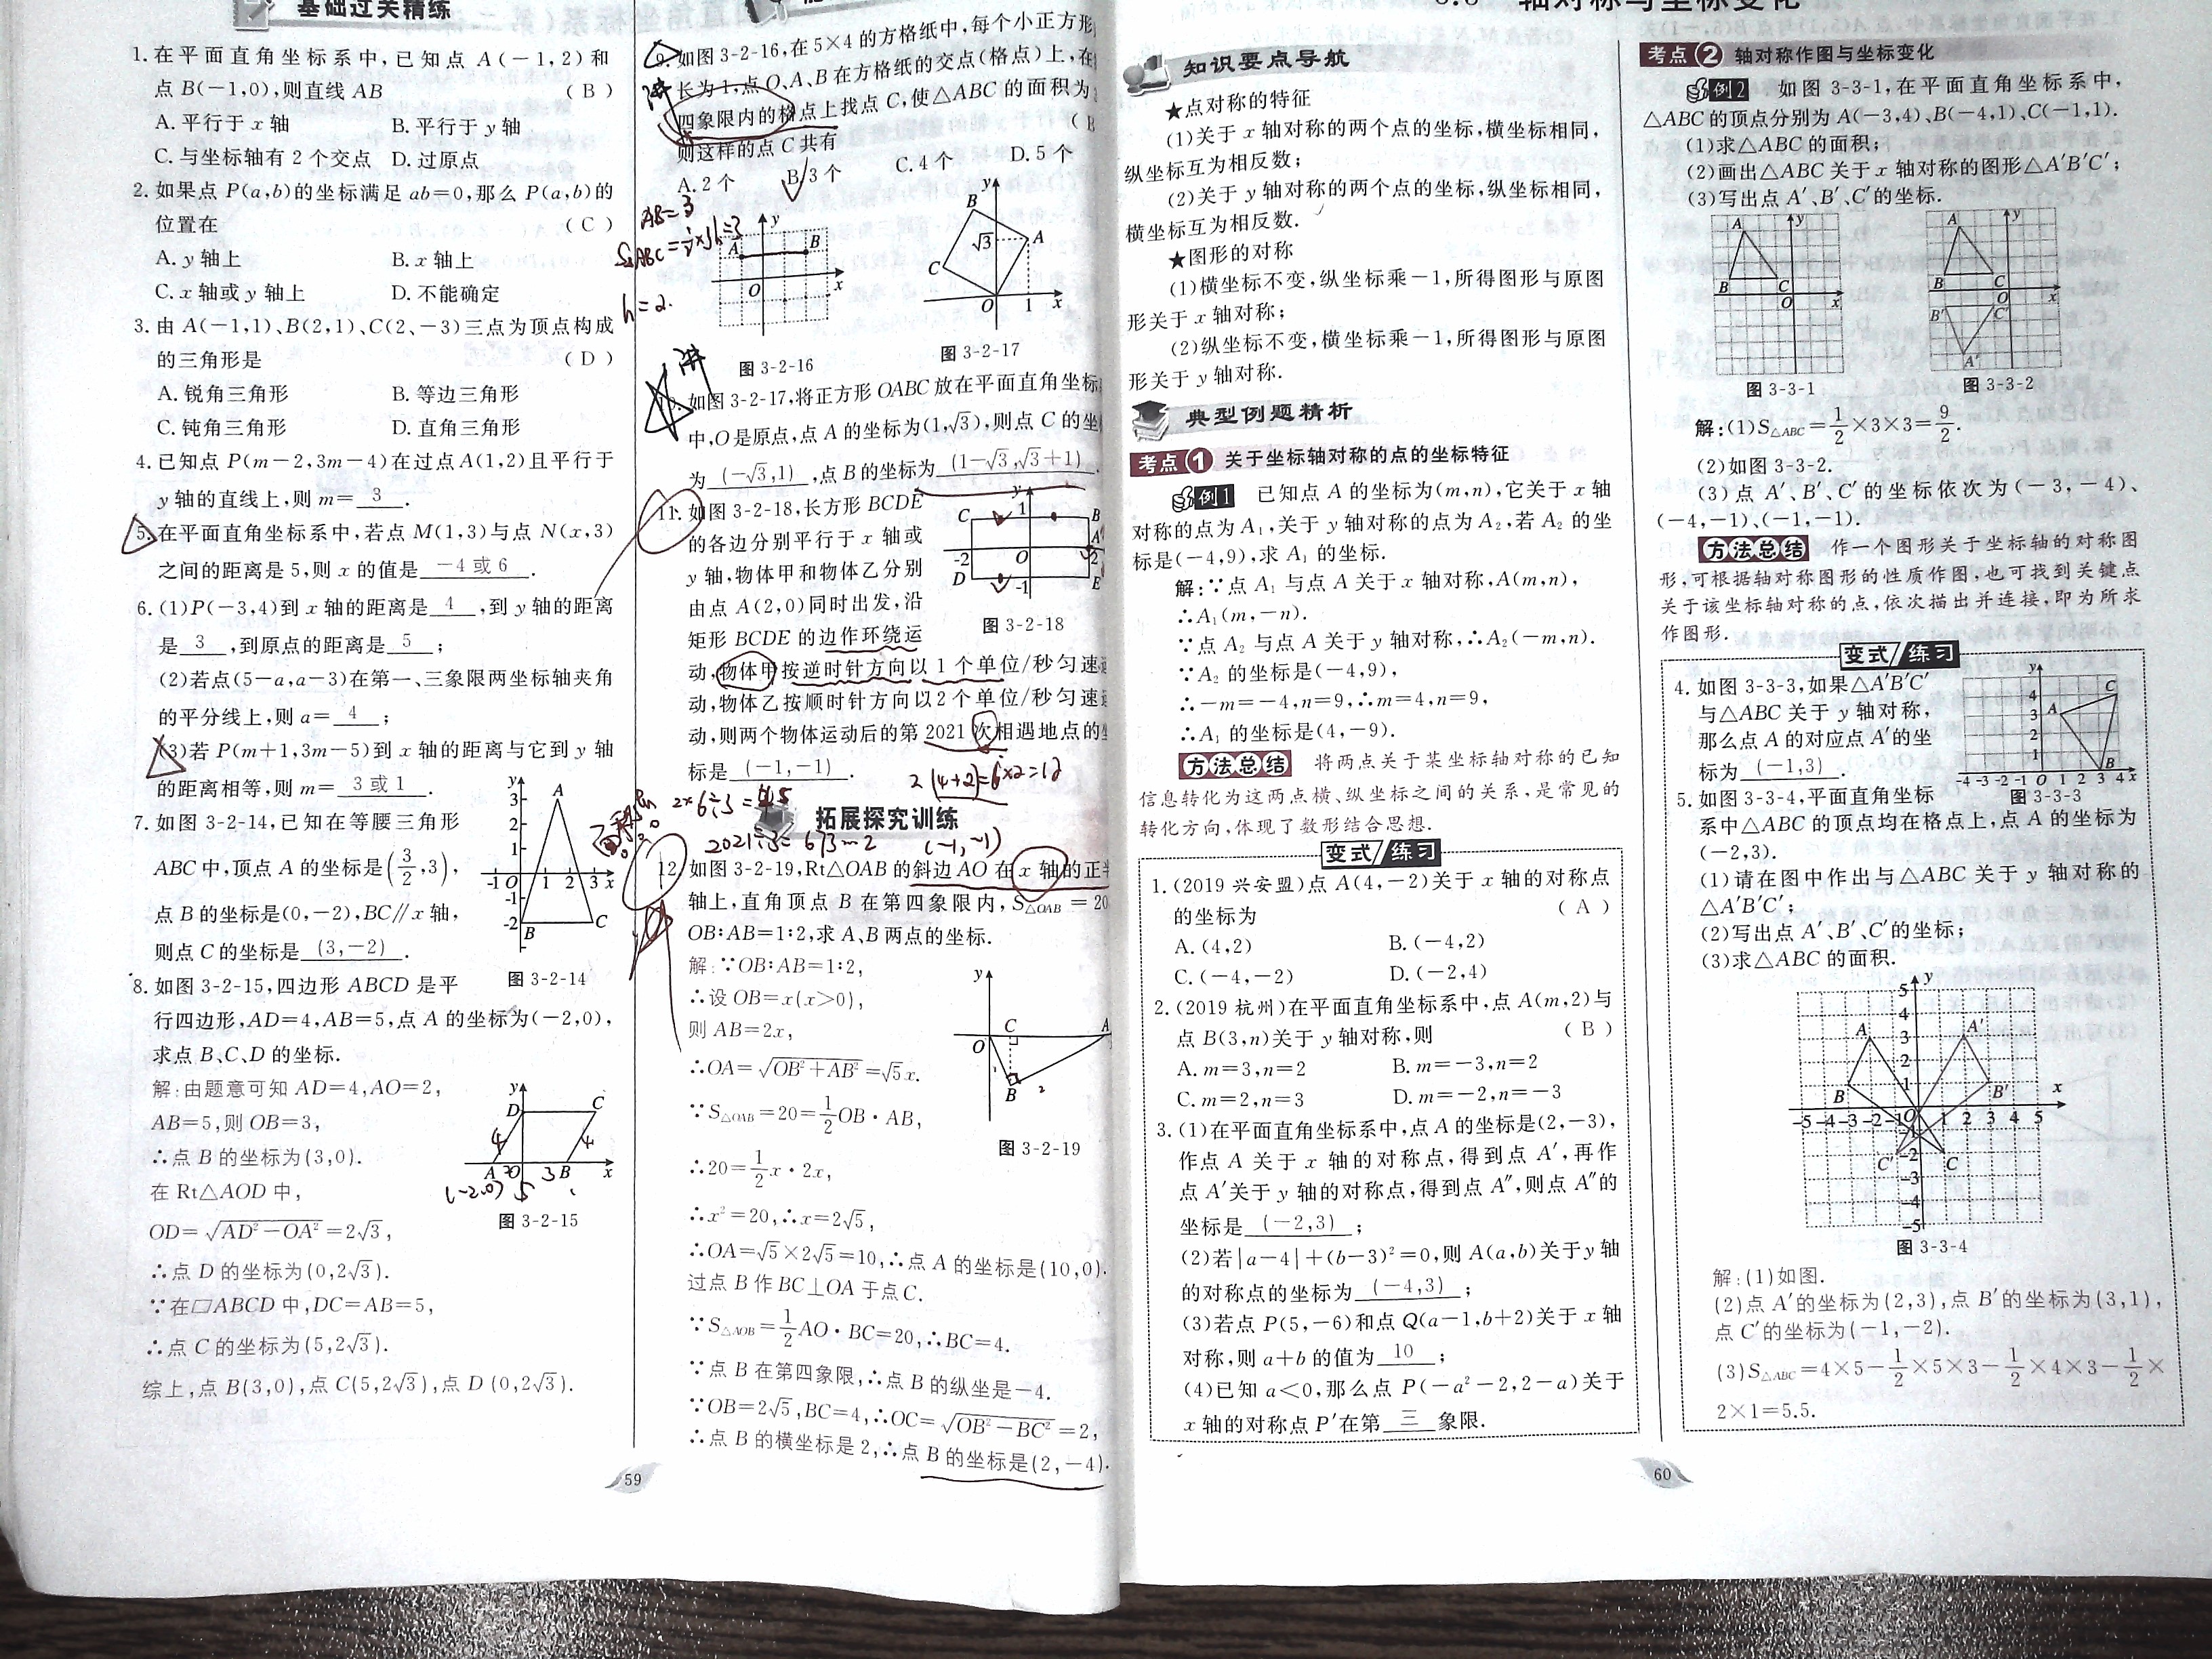 基础过关精练
1. 在平面直角坐标系中,已知点 A(-1,2)和
点 B(-1,0),则直线 AB ( B )
A. 平行于 x 轴 B. 平行于 y 轴
C. 与坐标轴有 2 个交点 D. 过原点
2. 如果点 P(a,b)的坐标满足 ab=0,那么 P(a,b)的
位置在 ( C )
A. y 轴上 B. x 轴上
C. x 轴或 y 轴上 D. 不能确定
3. 由 A(-1,1)、B(2,1)、C(2、-3)三点为顶点构成
的三角形是 ( D )
A. 锐角三角形 B. 等边三角形
C. 钝角三角形 D. 直角三角形
4. 已知点 P(m-2,3m-4)在过点A(1,2)且平行于
y 轴的直线上,则 m= 3 .
5. 在平面直角坐标系中,若点 M(1,3)与点 N(x,3)
之间的距离是 5,则 x 的值是 -4 或 6 .
6. (1)P(-3,4)到 x 轴的距离是 4 ,到 y 轴的距离
是 3 ,到原点的距离是 5 ;
(2)若点(5-a,a-3)在第一、三象限两坐标轴夹角
的平分线上,则 a= 4 ;
(3)若 P(m+1,3m-5)到 x 轴的距离与它到 y 轴
的距离相等,则 m= 3 或 1 .
7. 如图 3-2-14,已知在等腰三角形
ABC 中,顶点 A 的坐标是(3/2,3),
点 B 的坐标是(0,-2),BC∥x 轴,
则点 C 的坐标是 (3,-2) .
图 3-2-14
8. 如图 3-2-15,四边形 ABCD 是平
行四边形,AD=4,AB=5,点 A 的坐标为(-2,0),
求点 B、C、D 的坐标.
解:由题意可知 AD=4,AO=2,
AB=5,则 OB=3,
∴点 B 的坐标为(3,0).
在 Rt△AOD 中,
OD=√(AD²-OA²)=2√3,
∴点 D 的坐标为(0,2√3).
∵在▱ABCD 中,DC=AB=5,
∴点 C 的坐标为(5,2√3).
综上,点 B(3,0),点 C(5,2√3),点 D (0,2√3).
(-2,0) 5 3
图 3-2-15
9. 如图 3-2-16,在 5×4 的方格纸中,每个小正方形
长为 1,点 O、A、B 在方格纸的交点(格点)上,在
四象限内的格点上找点 C,使△ABC 的面积为
则这样的点 C 共有
A. 2 个 B. 3 个 C. 4 个 D. 5 个
AB=3
S△ABC=1/2×3h=3
h=2.
图 3-2-16
图 3-2-17
讲
10. 如图 3-2-17,将正方形 OABC 放在平面直角坐标
中,O 是原点,点 A 的坐标为(1,√3),则点 C 的坐
为 (-√3,1) ,点 B 的坐标为 (1-√3,√3+1) .
11. 如图 3-2-18,长方形 BCDE
的各边分别平行于 x 轴或
y 轴,物体甲和物体乙分别
由点 A(2,0)同时出发,沿
矩形 BCDE 的边作环绕运
动,物体甲按逆时针方向以 1 个单位/秒匀速
动,物体乙按顺时针方向以 2 个单位/秒匀速
动,则两个物体运动后的第 2021 次相遇地点的
标是 (-1,-1) .
图 3-2-18
2(4+2)=6×2=12
2021÷3=673…2
(-1,-1)
拓展探究训练
12. 如图 3-2-19,Rt△OAB 的斜边 AO 在 x 轴的正
轴上,直角顶点 B 在第四象限内,S△OAB=20
OB∶AB=1∶2,求 A、B 两点的坐标.
解:∵OB∶AB=1∶2,
∴设 OB=x(x>0),
则 AB=2x,
∴OA=√(OB²+AB²)=√5x.
∵S△OAB=20=1/2OB·AB,
∴20=1/2x·2x,
∴x²=20,∴x=2√5,
∴OA=√5×2√5=10,∴点 A 的坐标是(10,0).
过点 B 作 BC⊥OA 于点 C.
∵S△AOB=1/2AO·BC=20,∴BC=4.
∵点 B 在第四象限,∴点 B 的纵坐是-4.
∵OB=2√5,BC=4,∴OC=√(OB²-BC²)=2,
∴点 B 的横坐标是 2,∴点 B 的坐标是(2,-4).
图 3-2-19
59
轴对称与坐标变化
知识要点导航
★点对称的特征
(1)关于 x 轴对称的两个点的坐标,横坐标相同,
纵坐标互为相反数;
(2)关于 y 轴对称的两个点的坐标,纵坐标相同,
横坐标互为相反数.
★图形的对称
(1)横坐标不变,纵坐标乘-1,所得图形与原图
形关于 x 轴对称;
(2)纵坐标不变,横坐标乘-1,所得图形与原图
形关于 y 轴对称.
典型例题精析
考点1 关于坐标轴对称的点的坐标特征
例1 已知点 A 的坐标为(m,n),它关于 x 轴
对称的点为 A₁,关于 y 轴对称的点为 A₂,若 A₂ 的坐
标是(-4,9),求 A₁ 的坐标.
解:∵点 A₁ 与点 A 关于 x 轴对称,A(m,n),
∴A₁(m,-n).
∵点 A₂ 与点 A 关于 y 轴对称,∴A₂(-m,n).
∵A₂ 的坐标是(-4,9),
∴-m=-4,n=9,∴m=4,n=9,
∴A₁ 的坐标是(4,-9).
方法总结 将两点关于某坐标轴对称的已知
信息转化为这两点横、纵坐标之间的关系,是常见的
转化方向,体现了数形结合思想.
变式/练习
1. (2019 兴安盟)点 A(4,-2)关于 x 轴的对称点
的坐标为 ( A )
A. (4,2) B. (-4,2)
C. (-4,-2) D. (-2,4)
2. (2019 杭州)在平面直角坐标系中,点 A(m,2)与
点 B(3,n)关于 y 轴对称,则 ( B )
A. m=3,n=2 B. m=-3,n=2
C. m=2,n=3 D. m=-2,n=-3
3. (1)在平面直角坐标系中,点 A 的坐标是(2,-3),
作点 A 关于 x 轴的对称点,得到点 A′,再作
点 A′关于 y 轴的对称点,得到点 A″,则点 A″的
坐标是 (-2,3) ;
(2)若|a-4|+(b-3)²=0,则 A(a,b)关于 y 轴
的对称点的坐标为 (-4,3) ;
(3)若点 P(5,-6)和点 Q(a-1,b+2)关于 x 轴
对称,则 a+b 的值为 10 ;
(4)已知 a<0,那么点 P(-a²-2,2-a)关于
x 轴的对称点 P′在第 三 象限.
考点2 轴对称作图与坐标变化
例2 如图 3-3-1,在平面直角坐标系中,
△ABC 的顶点分别为 A(-3,4)、B(-4,1)、C(-1,1).
(1)求△ABC 的面积;
(2)画出△ABC 关于 x 轴对称的图形△A′B′C′;
(3)写出点 A′、B′、C′的坐标.
图 3-3-1
图 3-3-2
解:(1)S△ABC=1/2×3×3=9/2.
(2)如图 3-3-2.
(3)点 A′、B′、C′的坐标依次为(-3,-4)、
(-4,-1)、(-1,-1).
方法总结 作一个图形关于坐标轴的对称图
形,可根据轴对称图形的性质作图,也可找到关键点
关于该坐标轴对称的点,依次描出并连接,即为所求
作图形.
变式/练习
4. 如图 3-3-3,如果△A′B′C′
与△ABC 关于 y 轴对称,
那么点 A 的对应点 A′的坐
标为 (-1,3) .
图 3-3-3
5. 如图 3-3-4,平面直角坐标
系中△ABC 的顶点均在格点上,点 A 的坐标为
(-2,3).
(1)请在图中作出与△ABC 关于 y 轴对称的
△A′B′C′;
(2)写出点 A′、B′、C′的坐标;
(3)求△ABC 的面积.
图 3-3-4
解:(1)如图.
(2)点 A′的坐标为(2,3),点 B′的坐标为(3,1),
点 C′的坐标为(-1,-2).
(3)S△ABC=4×5-1/2×5×3-1/2×4×3-1/2×
2×1=5.5.
60